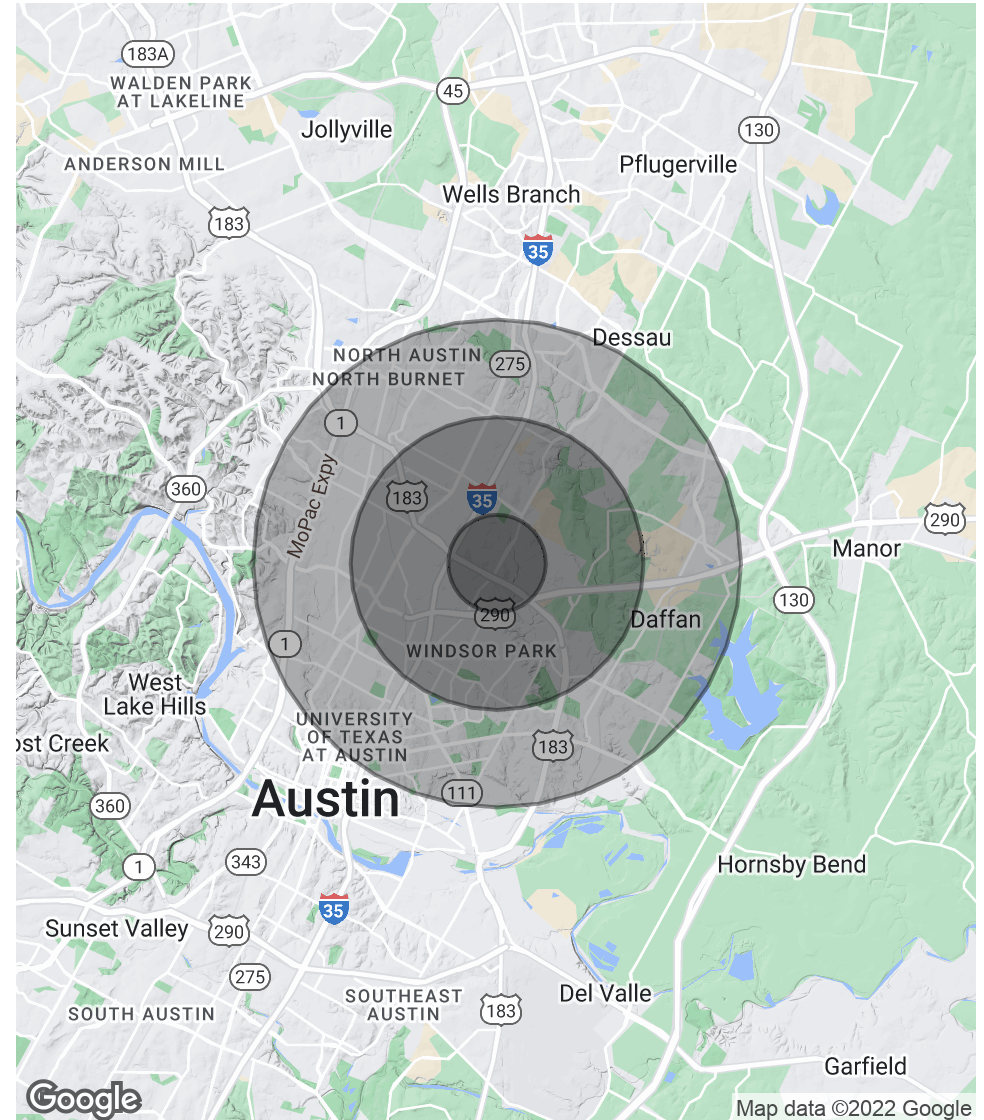 183A
WALDEN PARK
AT LAKELINE
45
Jollyville
130
ANDERSON MILL
Pflugerville
Wells Branch
183
35
Dessau
NORTH AUSTIN
275
NORTH BURNET
1
MoPac Expy
360
183
35
290
Manor
130
290
Daffan
1
WINDSOR PARK
West
Lake Hills
UNIVERSITY
OF TEXAS
AT AUSTIN
ost Creek
183
Austin
111
360
343
1
Hornsby Bend
35
Sunset Valley
290
275
Del Valle
SOUTHEAST
AUSTIN
183
SOUTH AUSTIN
Garfield
Google
Map data ©2022 Google